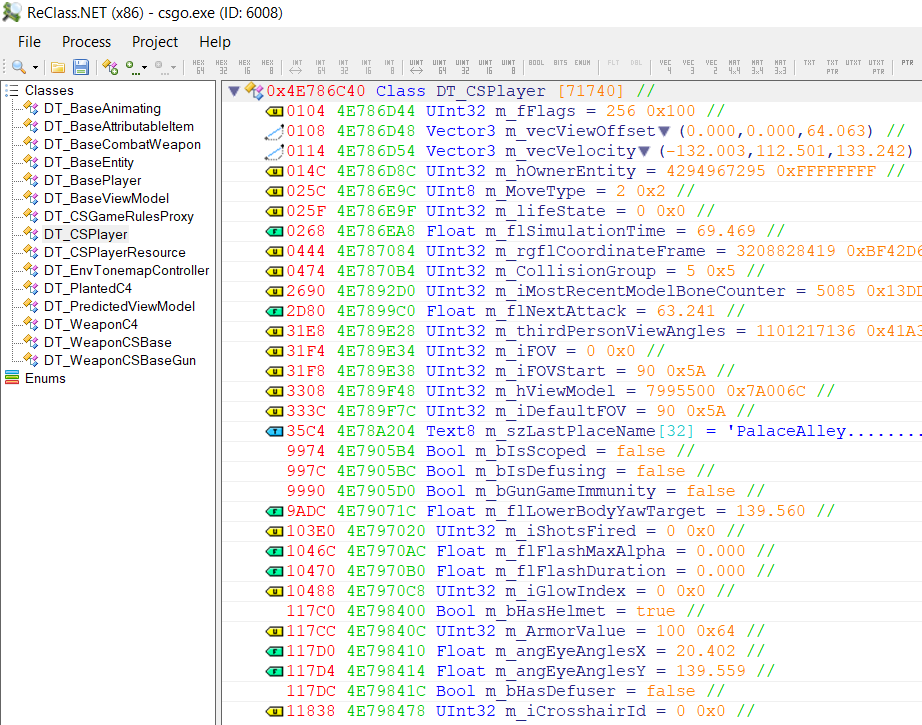 ReClass.NET (x86) - csgo.exe (ID: 6008)
File Process Project Help
HEX 64 HEX 32 HEX 16 HEX 8 INT INT 64 INT 32 INT 16 INT 8 UINT UINT 64 UINT 32 UINT 16 UINT 8 BOOL BITS ENUM FLT DBL VEC 4 VEC 3 VEC 2 MAT 4x4 MAT 3x4 MAT 3x3 TXT TXT PTR UTXT UTXT PTR PTR
Classes
DT_BaseAnimating
DT_BaseAttributableItem
DT_BaseCombatWeapon
DT_BaseEntity
DT_BasePlayer
DT_BaseViewModel
DT_CSGameRulesProxy
DT_CSPlayer
DT_CSPlayerResource
DT_EnvTonemapController
DT_PlantedC4
DT_PredictedViewModel
DT_WeaponC4
DT_WeaponCSBase
DT_WeaponCSBaseGun
Enums
0x4E786C40 Class DT_CSPlayer [71740] //
0104 4E786D44 UInt32 m_fFlags = 256 0x100 //
0108 4E786D48 Vector3 m_vecViewOffset (0.000,0.000,64.063) //
0114 4E786D54 Vector3 m_vecVelocity (-132.003,112.501,133.242)
014C 4E786D8C UInt32 m_hOwnerEntity = 4294967295 0xFFFFFFFF //
025C 4E786E9C UInt8 m_MoveType = 2 0x2 //
025F 4E786E9F UInt32 m_lifeState = 0 0x0 //
0268 4E786EA8 Float m_flSimulationTime = 69.469 //
0444 4E787084 UInt32 m_rgflCoordinateFrame = 3208828419 0xBF42D6
0474 4E7870B4 UInt32 m_CollisionGroup = 5 0x5 //
2690 4E7892D0 UInt32 m_iMostRecentModelBoneCounter = 5085 0x13DD
2D80 4E7899C0 Float m_flNextAttack = 63.241 //
31E8 4E789E28 UInt32 m_thirdPersonViewAngles = 1101217136 0x41A3
31F4 4E789E34 UInt32 m_iFOV = 0 0x0 //
31F8 4E789E38 UInt32 m_iFOVStart = 90 0x5A //
3308 4E789F48 UInt32 m_hViewModel = 7995500 0x7A006C //
333C 4E789F7C UInt32 m_iDefaultFOV = 90 0x5A //
35C4 4E78A204 Text8 m_szLastPlaceName[32] = 'PalaceAlley.........
9974 4E7905B4 Bool m_bIsScoped = false //
997C 4E7905BC Bool m_bIsDefusing = false //
9990 4E7905D0 Bool m_bGunGameImmunity = false //
9ADC 4E79071C Float m_flLowerBodyYawTarget = 139.560 //
103E0 4E797020 UInt32 m_iShotsFired = 0 0x0 //
1046C 4E7970AC Float m_flFlashMaxAlpha = 0.000 //
10470 4E7970B0 Float m_flFlashDuration = 0.000 //
10488 4E7970C8 UInt32 m_iGlowIndex = 0 0x0 //
117C0 4E798400 Bool m_bHasHelmet = true //
117CC 4E79840C UInt32 m_ArmorValue = 100 0x64 //
117D0 4E798410 Float m_angEyeAnglesX = 20.402 //
117D4 4E798414 Float m_angEyeAnglesY = 139.559 //
117DC 4E79841C Bool m_bHasDefuser = false //
11838 4E798478 UInt32 m_iCrosshairId = 0 0x0 //